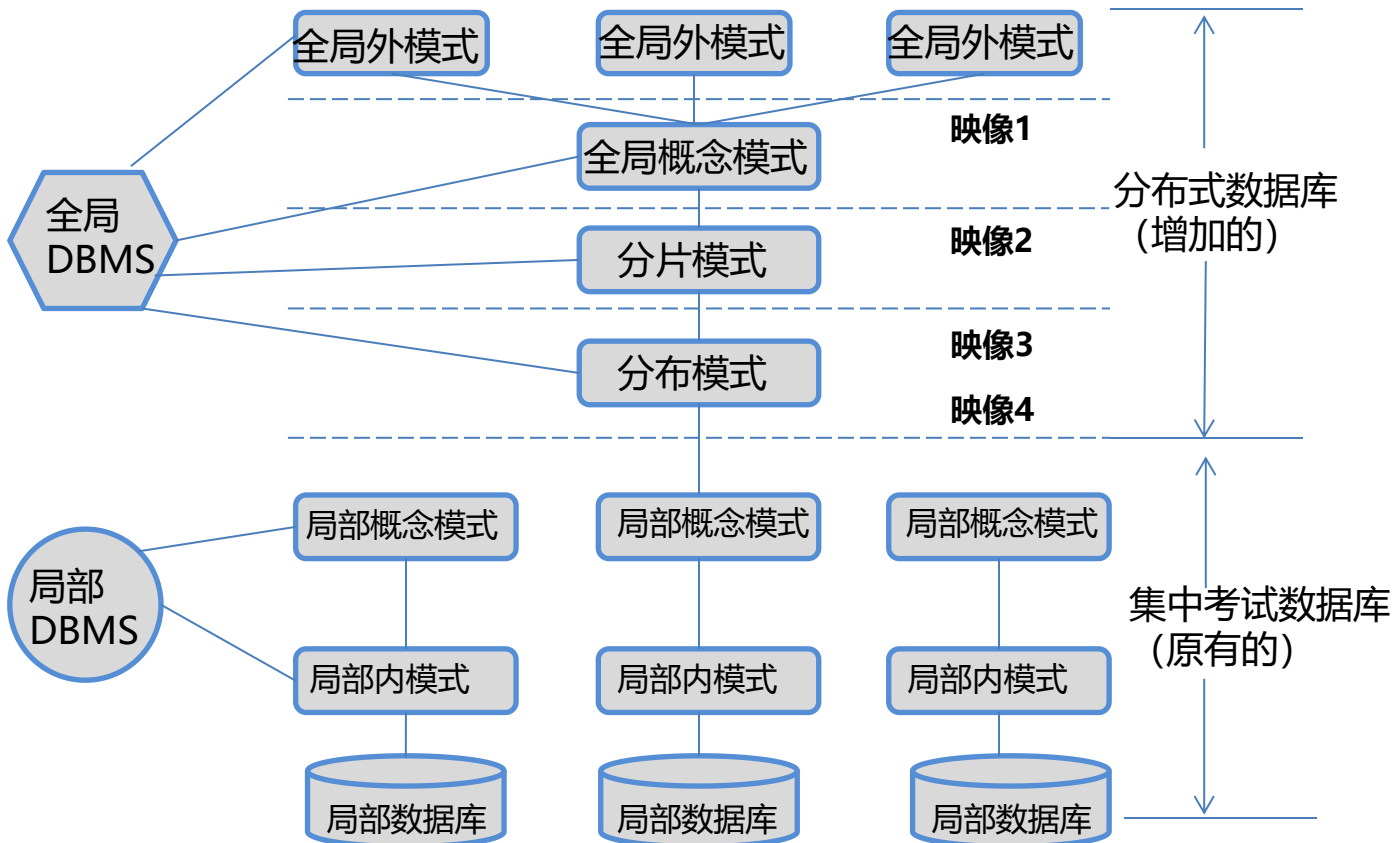 全局外模式
全局外模式
全局外模式
映像1
全局概念模式
全局
DBMS
分布式数据库
（增加的）
映像2
分片模式
映像3
分布模式
映像4
局部概念模式
局部概念模式
局部概念模式
局部
DBMS
集中考试数据库
（原有的）
局部内模式
局部内模式
局部内模式
局部数据库
局部数据库
局部数据库